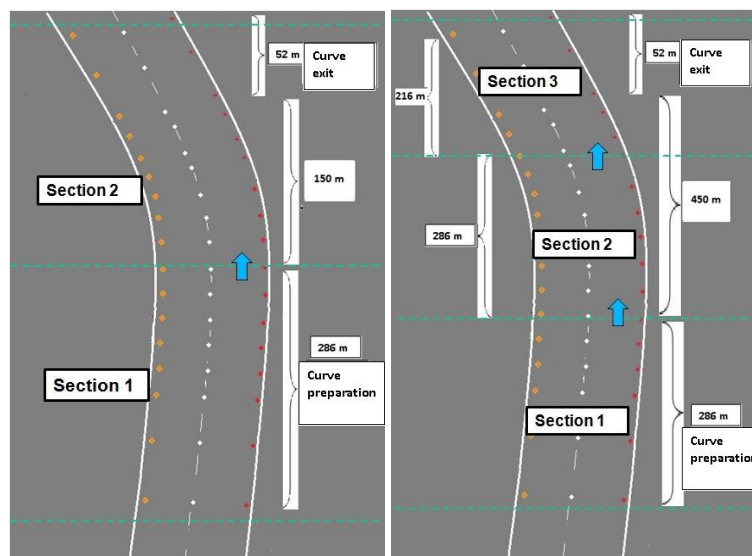 52 m
Curve
exit
150 m
Section 2
286 m
Curve
preparation
Section 1
52 m
Curve
exit
Section 3
216 m
450 m
286 m
Section 2
286 m
Section 1
Curve
preparation